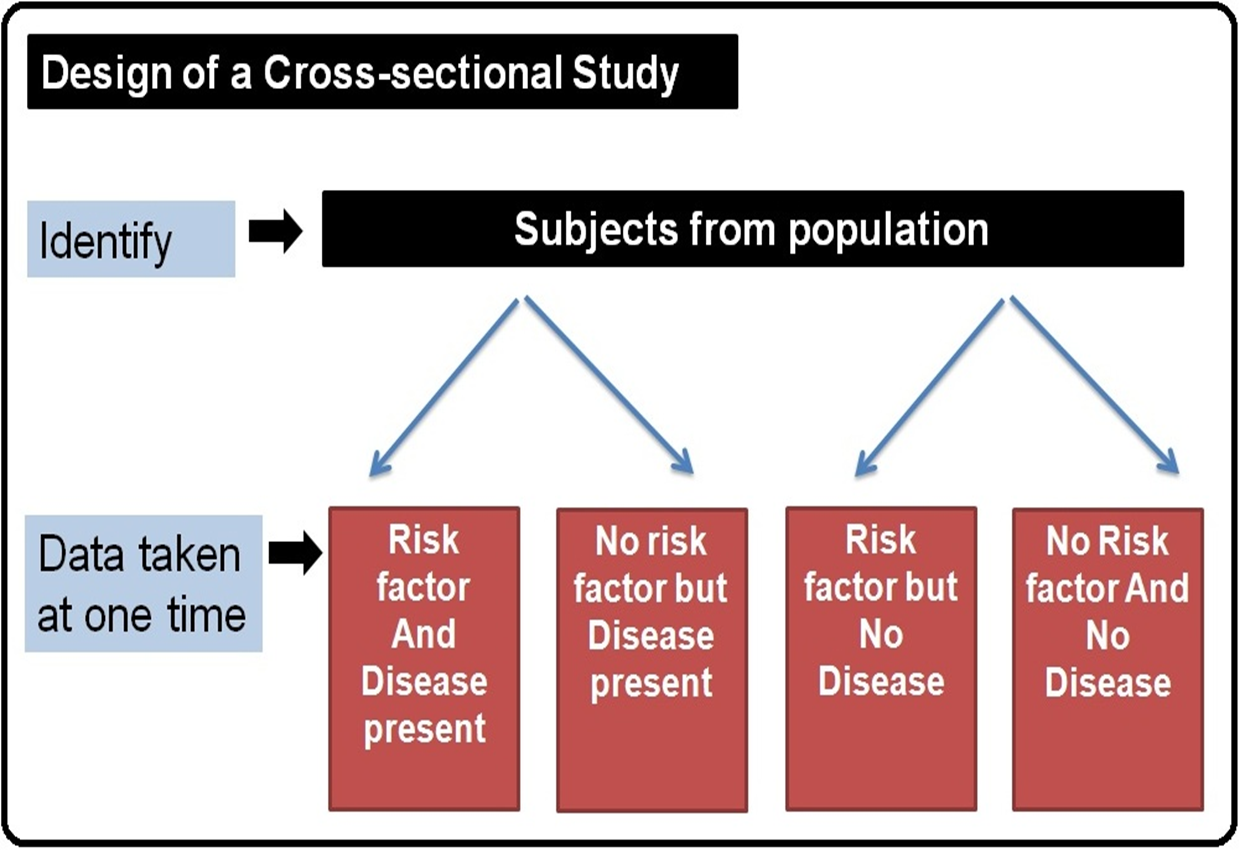 Design of a Cross-sectional Study
Identify
Subjects from population
Data taken
at one time
Risk
factor
And
Disease
present
No risk
factor but
Disease
present
Risk
factor but
No
Disease
No Risk
factor And
No
Disease